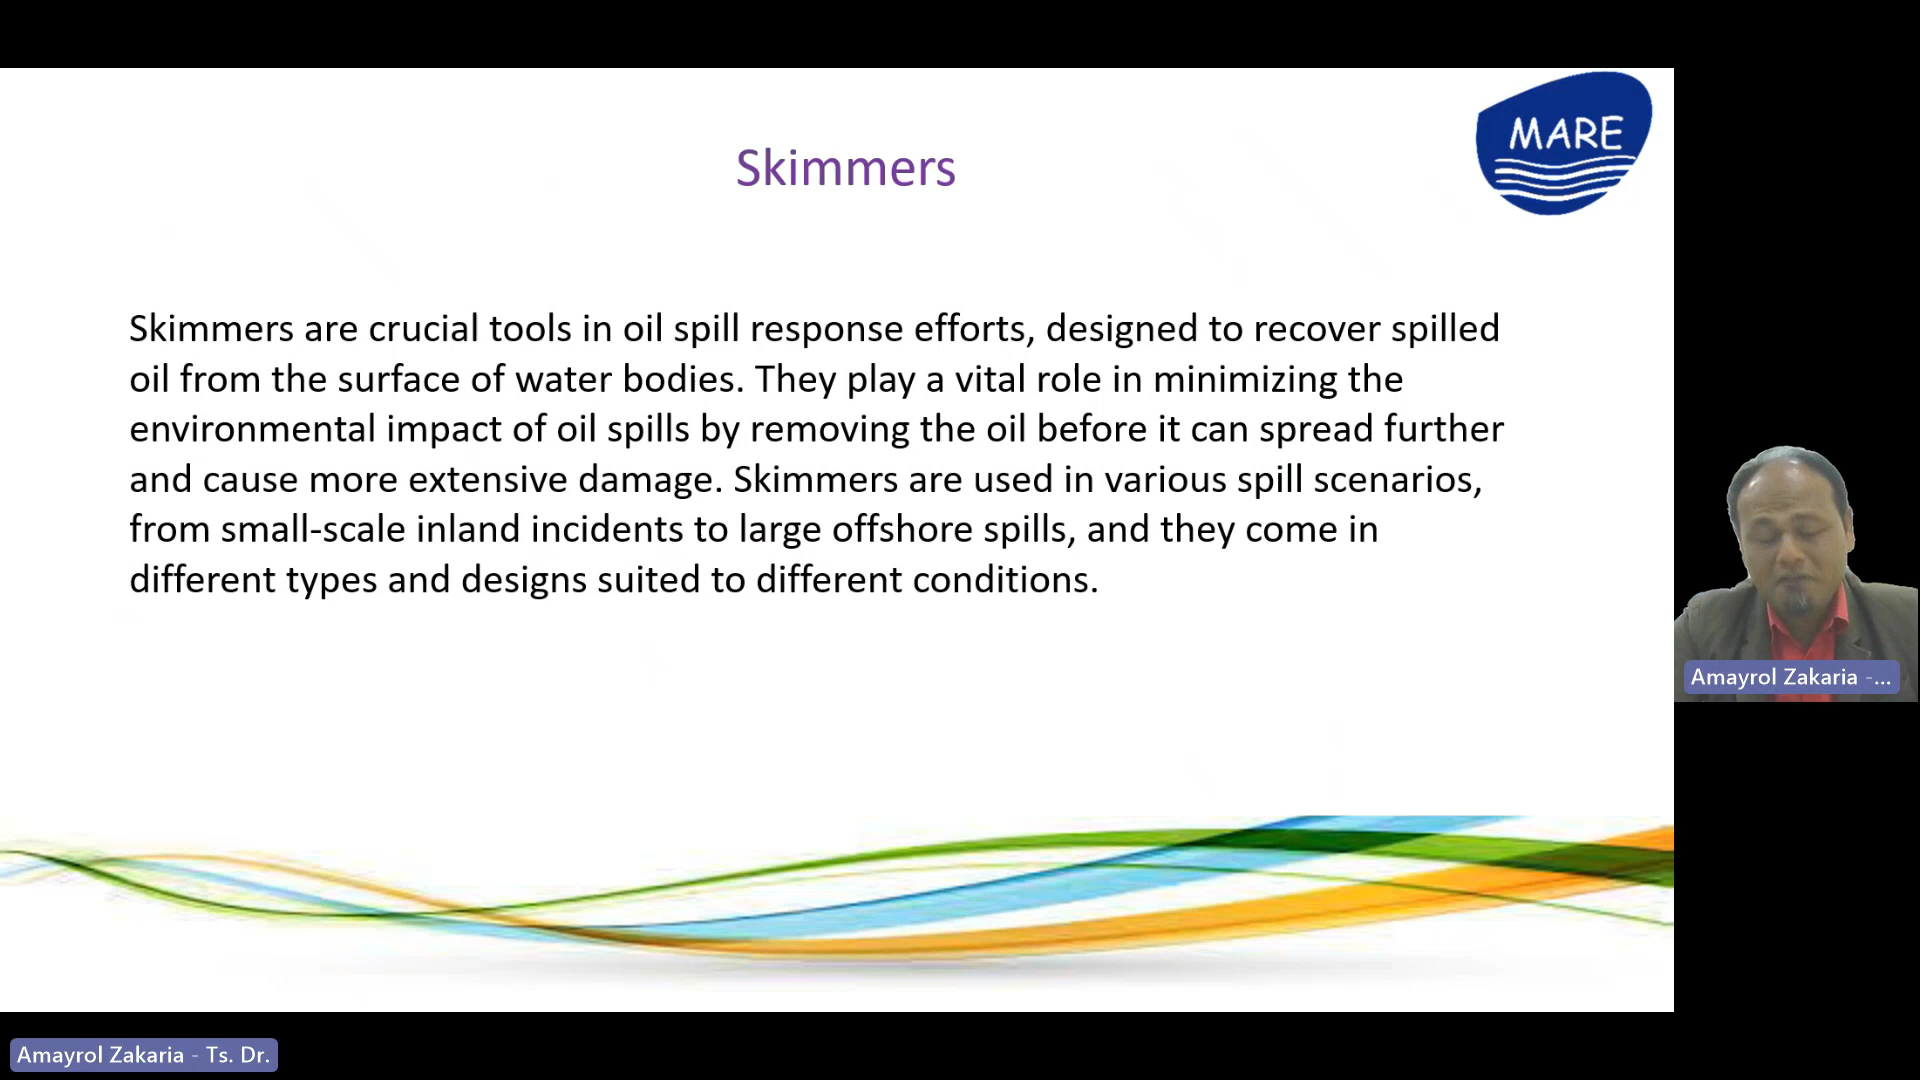 MARE
Skimmers
Skimmers are crucial tools in oil spill response efforts, designed to recover spilled
oil from the surface of water bodies. They play a vital role in minimizing the
environmental impact of oil spills by removing the oil before it can spread further
and cause more extensive damage. Skimmers are used in various spill scenarios,
from small-scale inland incidents to large offshore spills, and they come in
different types and designs suited to different conditions.
Amayrol Zakaria -...
Amayrol Zakaria - Ts. Dr.